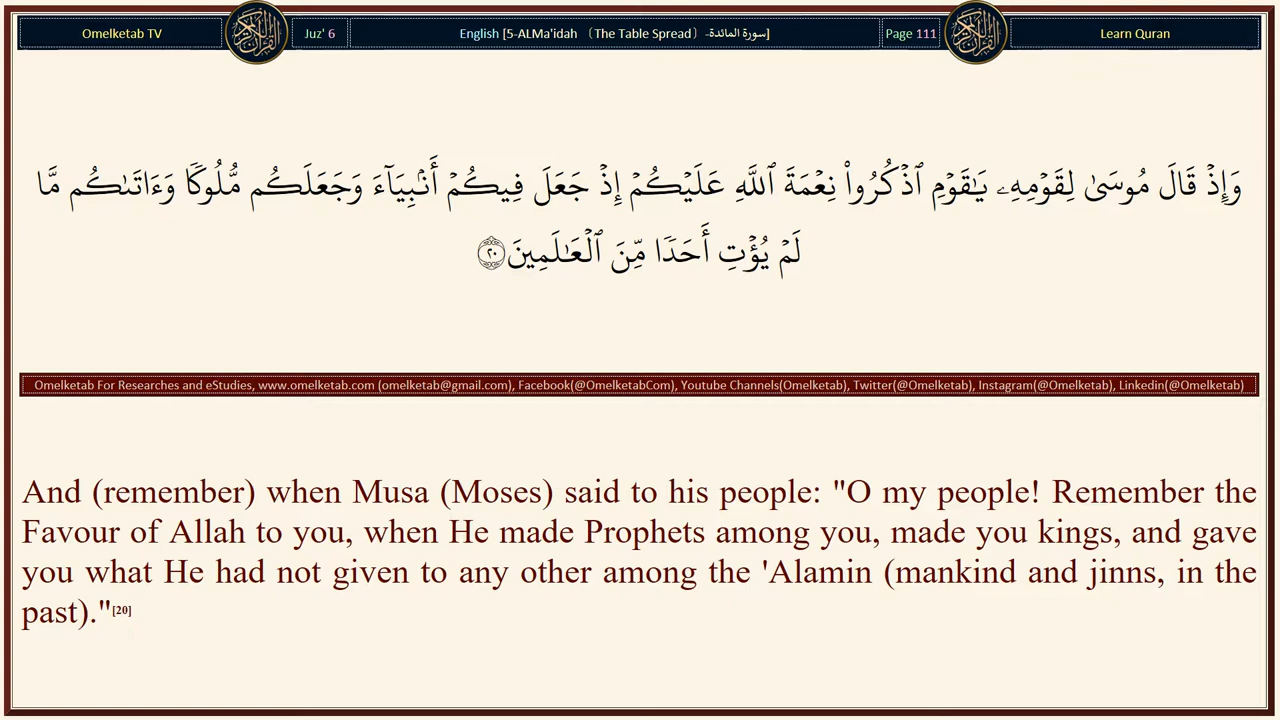 Omelketab TV
Juz' 6
English [5-ALMa'idah （The Table Spread）-سورة المائدة]
Page 111
Learn Quran
وَإِذۡ قَالَ مُوسَىٰ لِقَوۡمِهِۦ يَـٰقَوۡمِ ٱذۡكُرُواْ نِعۡمَةَ ٱللَّهِ عَلَيۡكُمۡ إِذۡ جَعَلَ فِيكُمۡ أَنۢبِيَآءَ وَجَعَلَكُم مُّلُوكٗا وَءَاتَىٰكُم مَّا
لَمۡ يُؤۡتِ أَحَدٗا مِّنَ ٱلۡعَـٰلَمِينَ ٢٠
Omelketab For Researches and eStudies, www.omelketab.com (omelketab@gmail.com), Facebook(@OmelketabCom), Youtube Channels(Omelketab), Twitter(@Omelketab), Instagram(@Omelketab), Linkedin(@Omelketab)
And (remember) when Musa (Moses) said to his people: "O my people! Remember the
Favour of Allah to you, when He made Prophets among you, made you kings, and gave
you what He had not given to any other among the 'Alamin (mankind and jinns, in the
past)."[20]